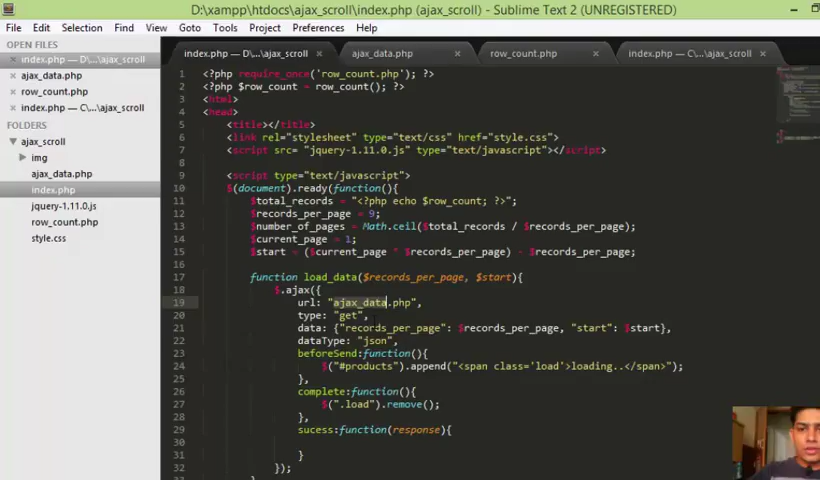 D:\xampp\htdocs\ajax_scroll\index.php (ajax_scroll) - Sublime Text 2 (UNREGISTERED)
File Edit Selection Find View Goto Tools Project Preferences Help
OPEN FILES
index.php — D\...\ajax_scroll
ajax_data.php
row_count.php
index.php — C\...\ajax_scroll
FOLDERS
ajax_scroll
img
ajax_data.php
index.php
jquery-1.11.0.js
row_count.php
style.css
index.php — D\...\ajax_scroll × ajax_data.php × row_count.php × index.php — C\...\ajax_scroll ×
1 <?php require_once('row_count.php'); ?>
2 <?php $row_count = row_count(); ?>
3 <html>
4 <head>
5 <title></title>
6 <link rel="stylesheet" type="text/css" href="style.css">
7 <script src= "jquery-1.11.0.js" type="text/javascript"></script>
8
9 <script type="text/javascript">
10 $(document).ready(function(){
11 $total_records = "<?php echo $row_count; ?>";
12 $records_per_page = 9;
13 $number_of_pages = Math.ceil($total_records / $records_per_page);
14 $current_page = 1;
15 $start = ($current_page * $records_per_page) - $records_per_page;
16
17 function load_data($records_per_page, $start){
18 $.ajax({
19 url: "ajax_data.php",
20 type: "get",
21 data: {"records_per_page": $records_per_page, "start": $start},
22 dataType: "json",
23 beforeSend:function(){
24 $("#products").append("<span class='load'>loading..</span>");
25 },
26 complete:function(){
27 $(".load").remove();
28 },
29 sucess:function(response){
30
31 }
32 });